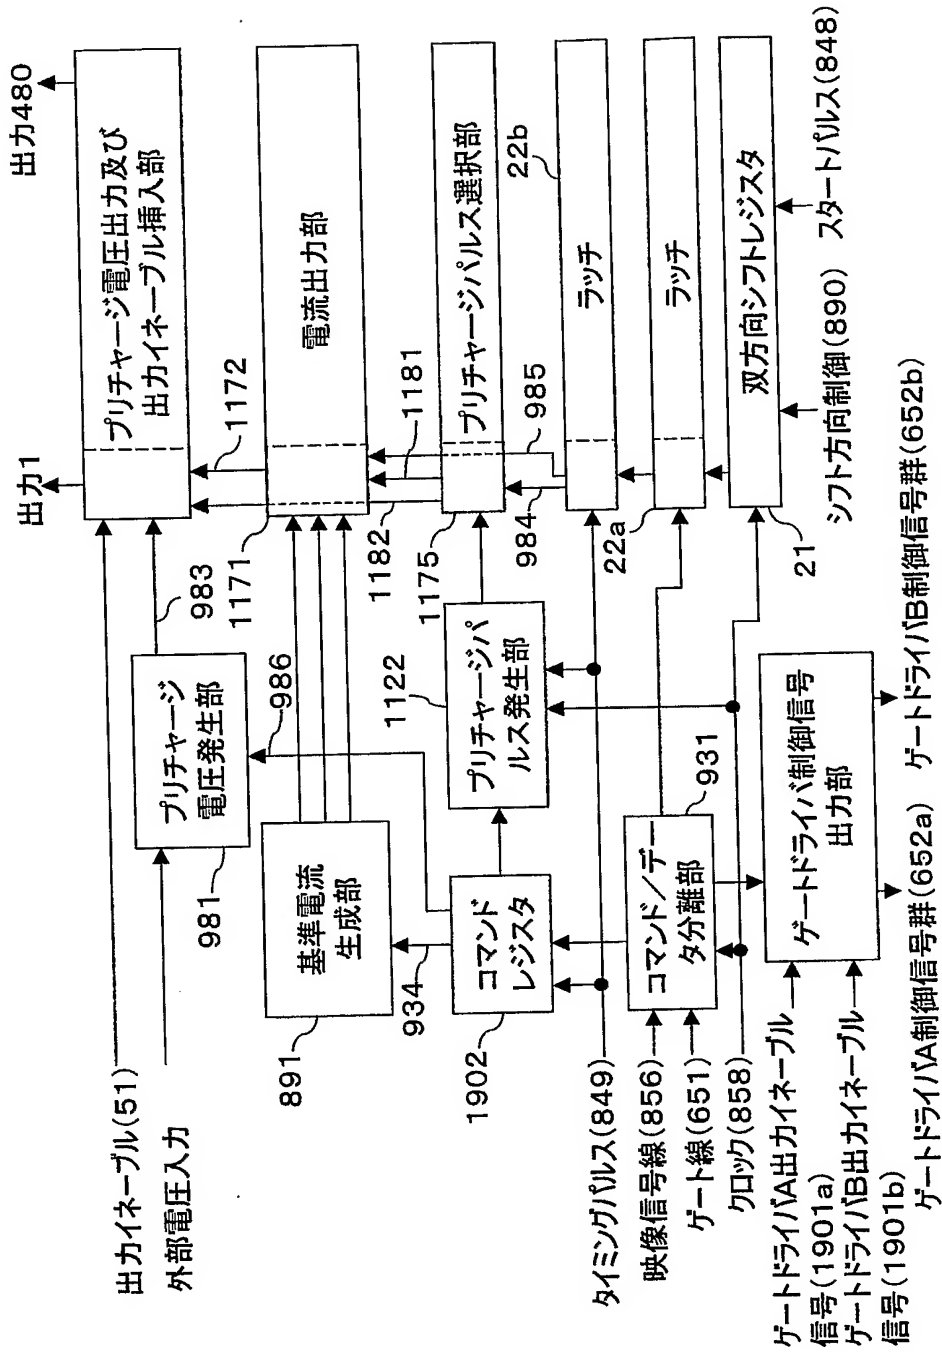 出力イネーブル(51)
外部電圧入力
981
プリチャージ
電圧発生部
983
出力1
出力480
プリチャージ電圧出力及び
出力イネーブル挿入部
891
基準電流
生成部
986
934
1171
1172
電流出力部
1902
コマンド
レジスタ
1122
プリチャージパ
ルス発生部
1182
1175
1181
プリチャージパルス選択部
984
985
22b
ラッチ
22a
ラッチ
タイミングパルス(849)
映像信号線(856)
ゲート線(651)
クロック(858)
コマンド/デー
タ分離部
931
21
双方向シフトレジスタ
シフト方向制御(890)
スタートパルス(848)
ゲートドライバA出力イネーブル
信号(1901a)
ゲートドライバB出力イネーブル
信号(1901b)
ゲートドライバ制御信号
出力部
ゲートドライバA制御信号群(652a)
ゲートドライバB制御信号群(652b)